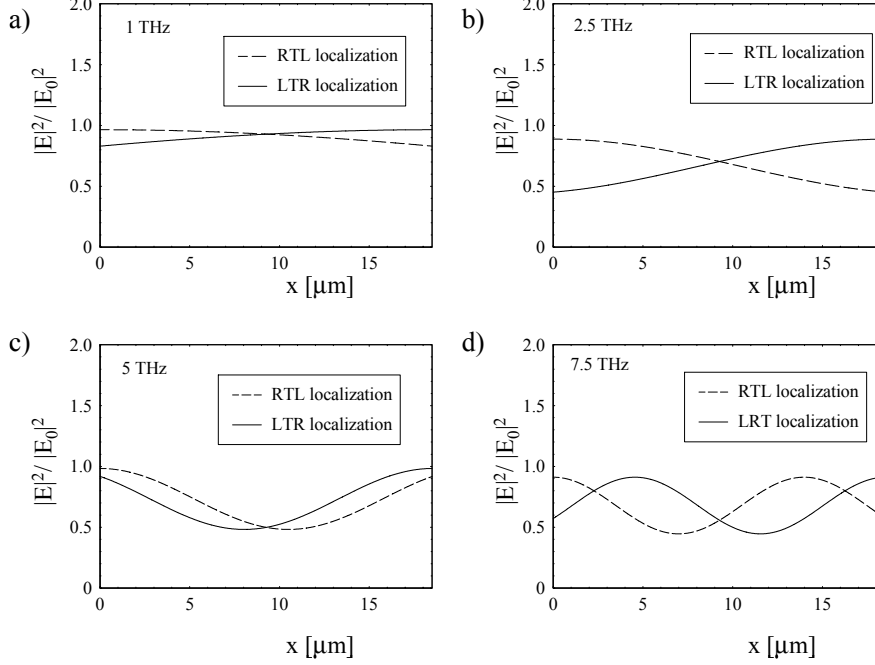 a)
1 THz
RTL localization
LTR localization
2.0
1.5
1.0
0.5
0
|E|²/ |E₀|²
0 5 10 15
x [μm]
b)
2.5 THz
RTL localization
LTR localization
2.0
1.5
1.0
0.5
0
|E|²/ |E₀|²
0 5 10 15
x [μm]
c)
5 THz
RTL localization
LTR localization
2.0
1.5
1.0
0.5
0
|E|²/ |E₀|²
0 5 10 15
x [μm]
d)
7.5 THz
RTL localization
LRT localization
2.0
1.5
1.0
0.5
0
|E|²/ |E₀|²
0 5 10 15
x [μm]